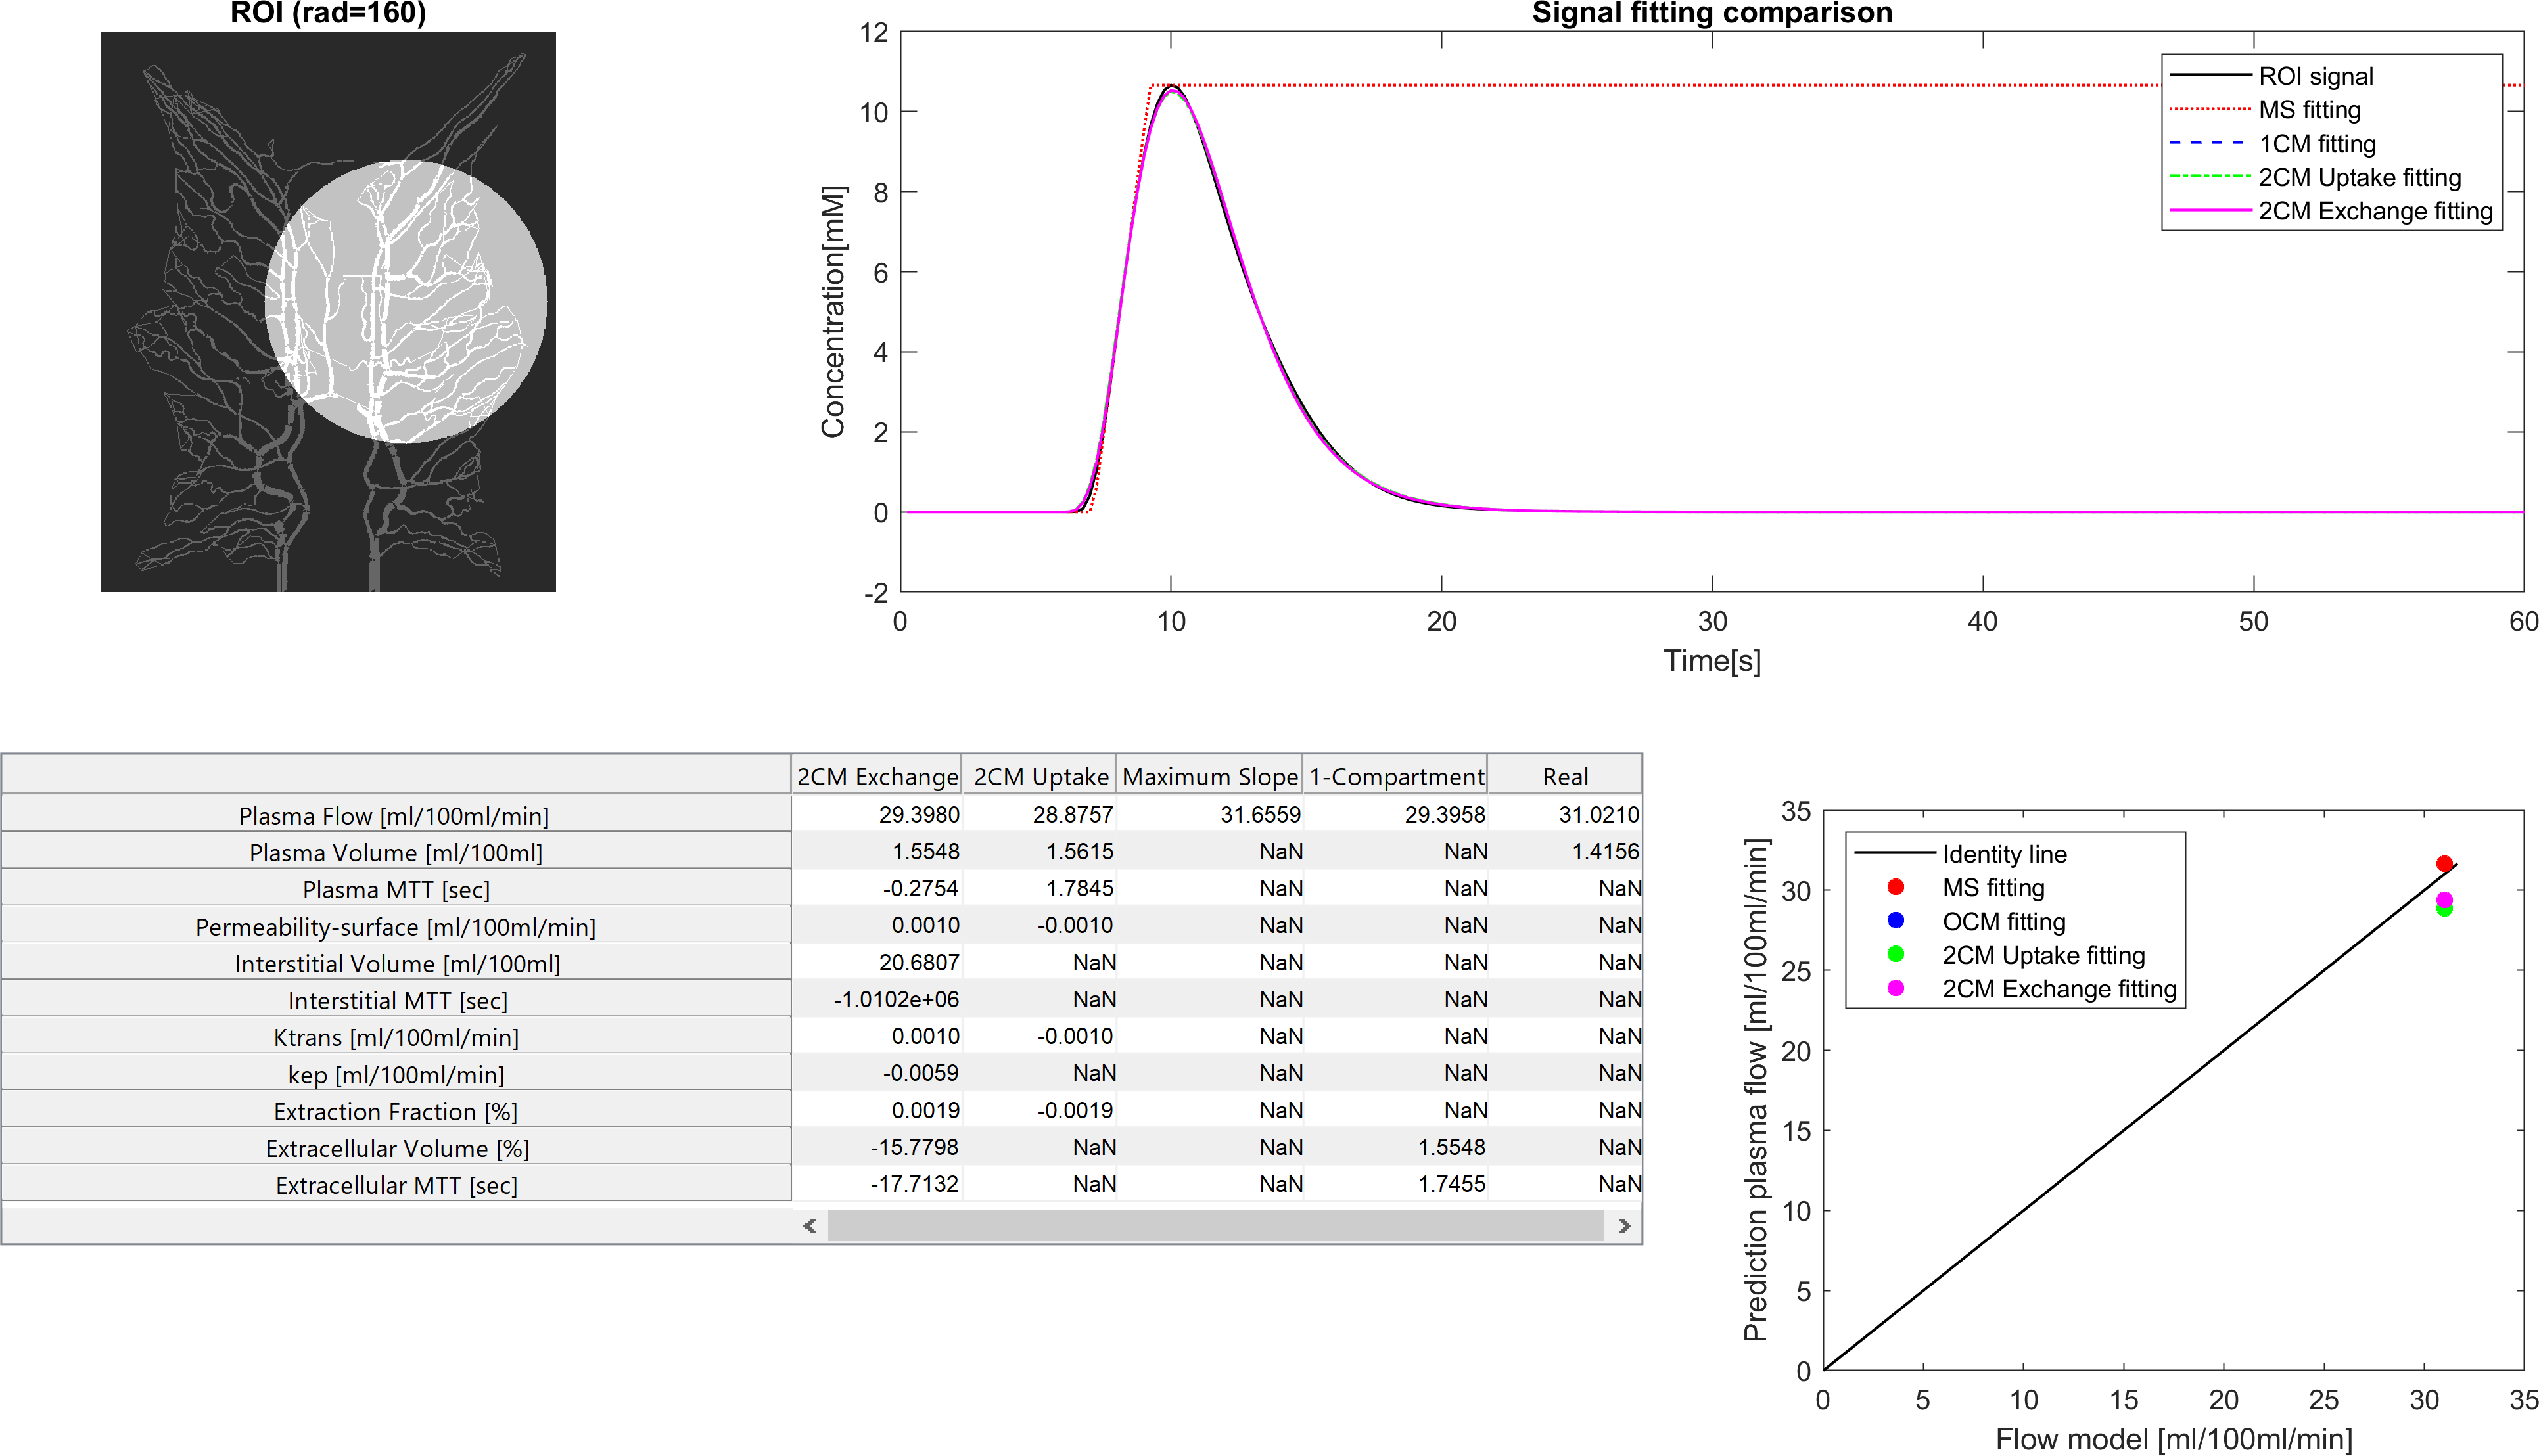 ROI (rad=160)
Signal fitting comparison
12
10
8
6
4
2
0
-2
Concentration[mM]
0 10 20 30 40 50 60
Time[s]
ROI signal
MS fitting
1CM fitting
2CM Uptake fitting
2CM Exchange fitting
2CM Exchange 2CM Uptake Maximum Slope 1-Compartment Real
Plasma Flow [ml/100ml/min] 29.3980 28.8757 31.6559 29.3958 31.0210
Plasma Volume [ml/100ml] 1.5548 1.5615 NaN NaN 1.4156
Plasma MTT [sec] -0.2754 1.7845 NaN NaN NaN
Permeability-surface [ml/100ml/min] 0.0010 -0.0010 NaN NaN NaN
Interstitial Volume [ml/100ml] 20.6807 NaN NaN NaN NaN
Interstitial MTT [sec] -1.0102e+06 NaN NaN NaN NaN
Ktrans [ml/100ml/min] 0.0010 -0.0010 NaN NaN NaN
kep [ml/100ml/min] -0.0059 NaN NaN NaN NaN
Extraction Fraction [%] 0.0019 -0.0019 NaN NaN NaN
Extracellular Volume [%] -15.7798 NaN NaN 1.5548 NaN
Extracellular MTT [sec] -17.7132 NaN NaN 1.7455 NaN
35
30
25
20
15
10
5
0
Prediction plasma flow [ml/100ml/min]
Identity line
MS fitting
OCM fitting
2CM Uptake fitting
2CM Exchange fitting
0 5 10 15 20 25 30 35
Flow model [ml/100ml/min]